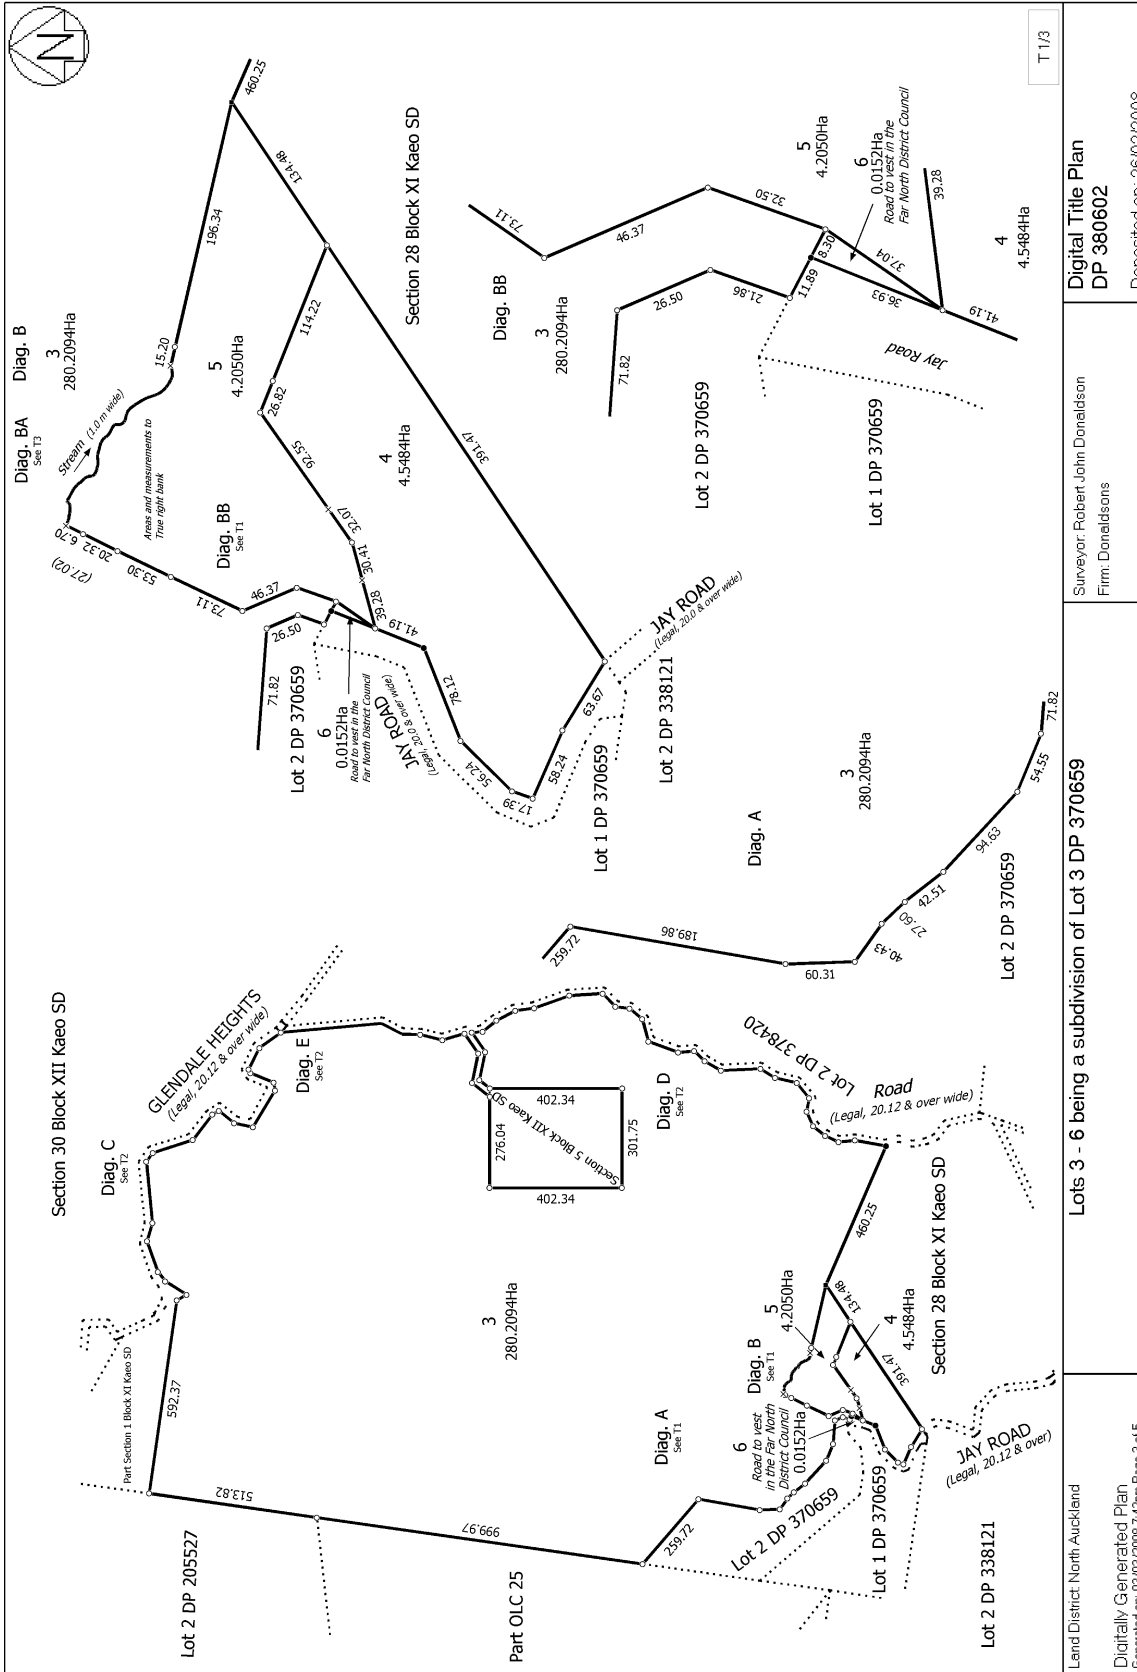 N
Section 30 Block XII Kaeo SD
GLENDALE HEIGHTS
(Legal, 20.12 & over wide)
Diag. C
See T2
Diag. E
See T2
Part Section 1 Block XI Kaeo SD
592.37
513.82
Lot 2 DP 205527
999.97
Part OLC 25
3
280.2094Ha
276.04
402.34
Section 5 Block XII Kaeo SD
402.34
301.75
Diag. D
See T2
Lot 2 DP 378420
Road
(Legal, 20.12 & over wide)
Diag. A
See T1
259.72
Diag. B
See T1
5
4.2050Ha
6
Road to vest
in the Far North
District Council
0.0152Ha
134.48
460.25
4
4.5484Ha
391.47
Section 28 Block XI Kaeo SD
Lot 2 DP 370659
Lot 1 DP 370659
JAY ROAD
(Legal, 20.12 & over)
Lot 2 DP 338121
Diag. BA
See T3
Diag. B
3
280.2094Ha
Stream (1.0 m wide)
Areas and measurements to
True right bank
15.20
196.34
460.25
134.48
6.70
20.32
(27.02)
53.30
73.11
46.37
Diag. BB
See T1
5
4.2050Ha
26.82
114.22
92.55
32.07
30.41
39.28
41.19
78.12
56.24
17.39
58.24
63.67
391.47
4
4.5484Ha
Section 28 Block XI Kaeo SD
26.50
71.82
Lot 2 DP 370659
6
0.0152Ha
Road to vest in the
Far North District Council
JAY ROAD
(Legal, 20.0 & over wide)
Lot 1 DP 370659
JAY ROAD
(Legal, 20.0 & over wide)
Lot 2 DP 338121
Diag. A
3
280.2094Ha
259.72
189.86
60.31
40.43
27.60
42.51
94.63
54.55
71.82
Lot 2 DP 370659
Diag. BB
3
280.2094Ha
73.11
46.37
32.50
26.50
21.86
71.82
11.89
8.30
37.04
36.93
39.28
41.19
5
4.2050Ha
6
0.0152Ha
Road to vest in the
Far North District Council
4
4.5484Ha
Jay Road
Lot 2 DP 370659
Lot 1 DP 370659
T 1/3
Land District: North Auckland
Digitally Generated Plan
Lots 3 - 6 being a subdivision of Lot 3 DP 370659
Surveyor: Robert John Donaldson
Firm: Donaldsons
Digital Title Plan
DP 380602